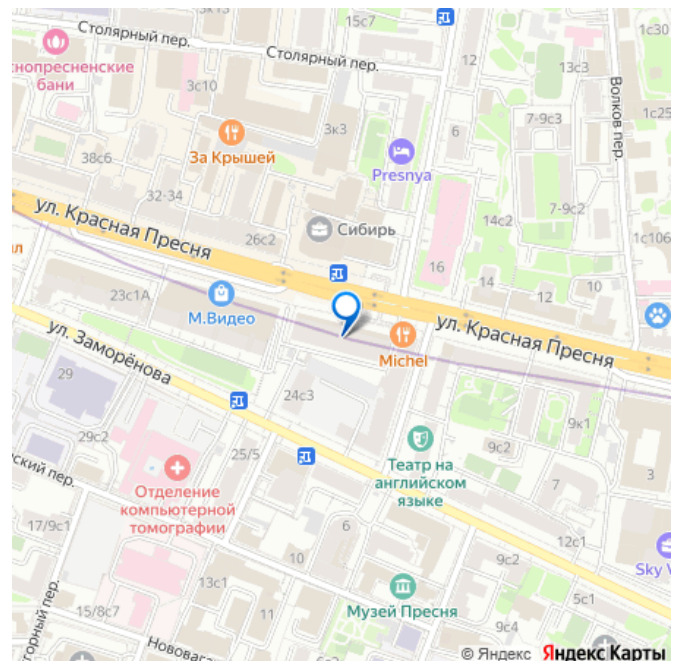 15с7
1с30
Столярный пер.
Столярный пер.
12
13с3
снопресненские
бани
3с10
Волков пер.
7-9с3
1с25
3к3
6
За Крышей
Presnya
38с6
32-34
7-9с2
14с2
ул. Красная Пресня
Сибирь
26с2
1с106
16
14
12
10
23с1А
М.Видео
ул. Красная Пресня
Michel
ул. Заморёнова
29
24с3
9к1
29с2
25/5
Театр на
английском
языке
9с2
7
3
ский пер.
Отделение
компьютерной
томографии
17/9с1
6
12с1
10
9с2
Sky V
13с1
5с1
15/8с7
11
Музей Пресня
9с4
горный пер.
Нововаг
© Яндекс Яндекс Карты